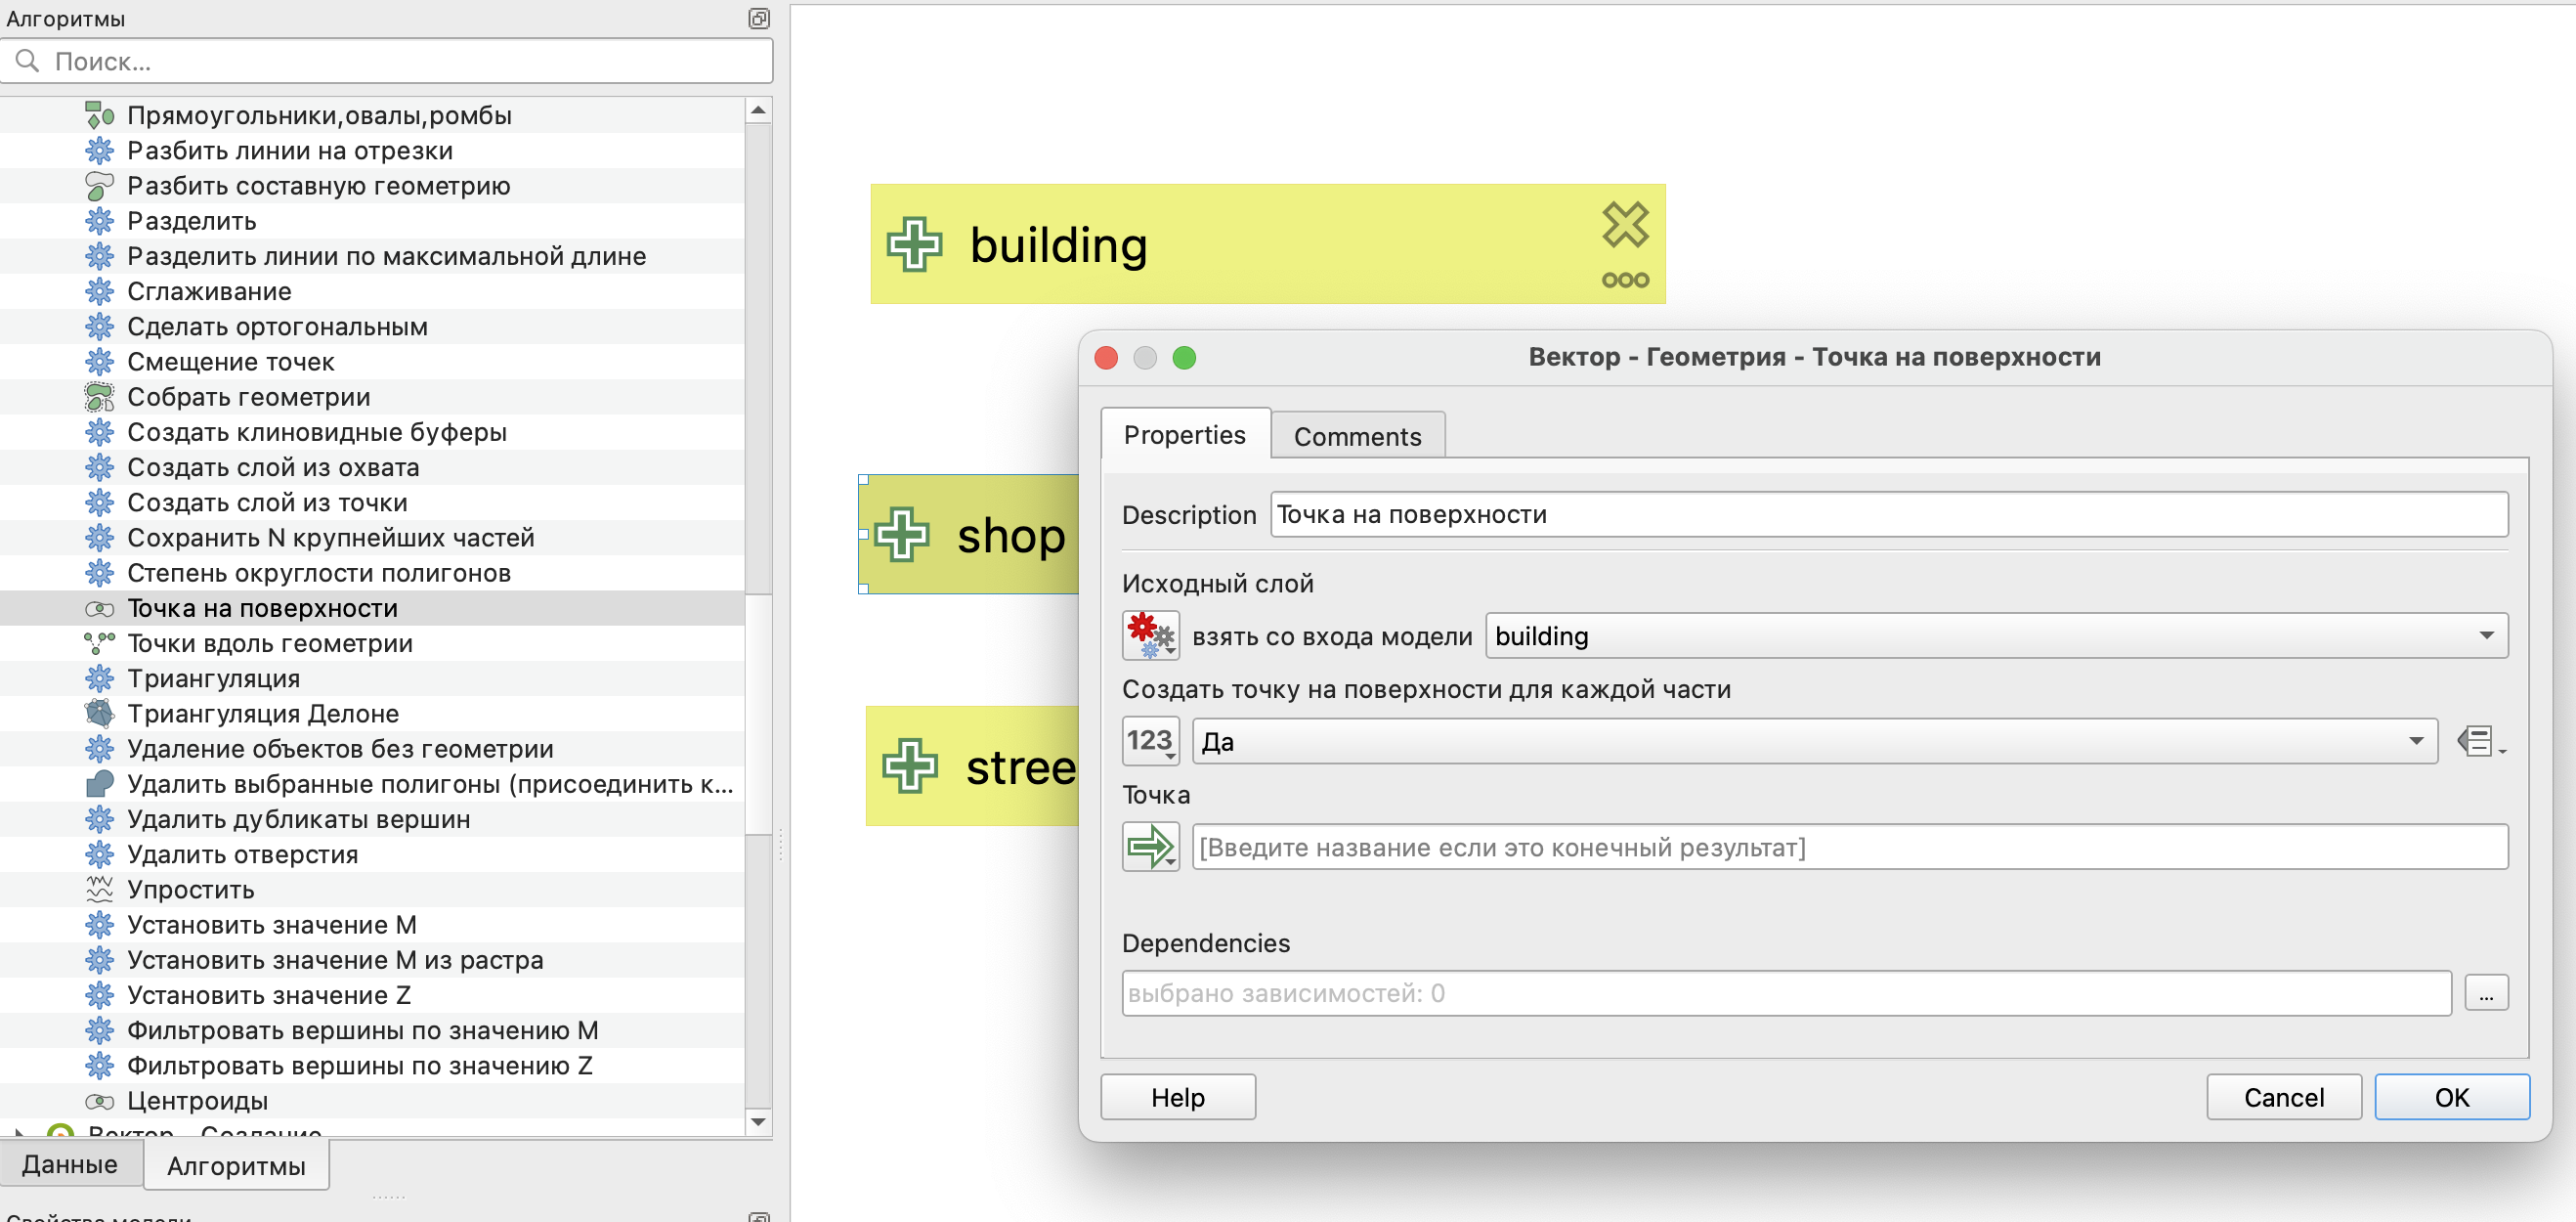 Алгоритмы
Поиск...
Прямоугольники,овалы,ромбы
Разбить линии на отрезки
Разбить составную геометрию
Разделить
Разделить линии по максимальной длине
Сглаживание
Сделать ортогональным
Смещение точек
Собрать геометрии
Создать клиновидные буферы
Создать слой из охвата
Создать слой из точки
Сохранить N крупнейших частей
Степень округлости полигонов
Точка на поверхности
Точки вдоль геометрии
Триангуляция
Триангуляция Делоне
Удаление объектов без геометрии
Удалить выбранные полигоны (присоединить к...
Удалить дубликаты вершин
Удалить отверстия
Упростить
Установить значение M
Установить значение M из растра
Установить значение Z
Фильтровать вершины по значению M
Фильтровать вершины по значению Z
Центроиды
Вектор - Создание
Данные
Алгоритмы
Свойства модели
building
shop
stree
Вектор - Геометрия - Точка на поверхности
Properties
Comments
Description
Точка на поверхности
Исходный слой
взять со входа модели
building
Создать точку на поверхности для каждой части
123
Да
Точка
[Введите название если это конечный результат]
Dependencies
выбрано зависимостей: 0
...
Help
Cancel
OK